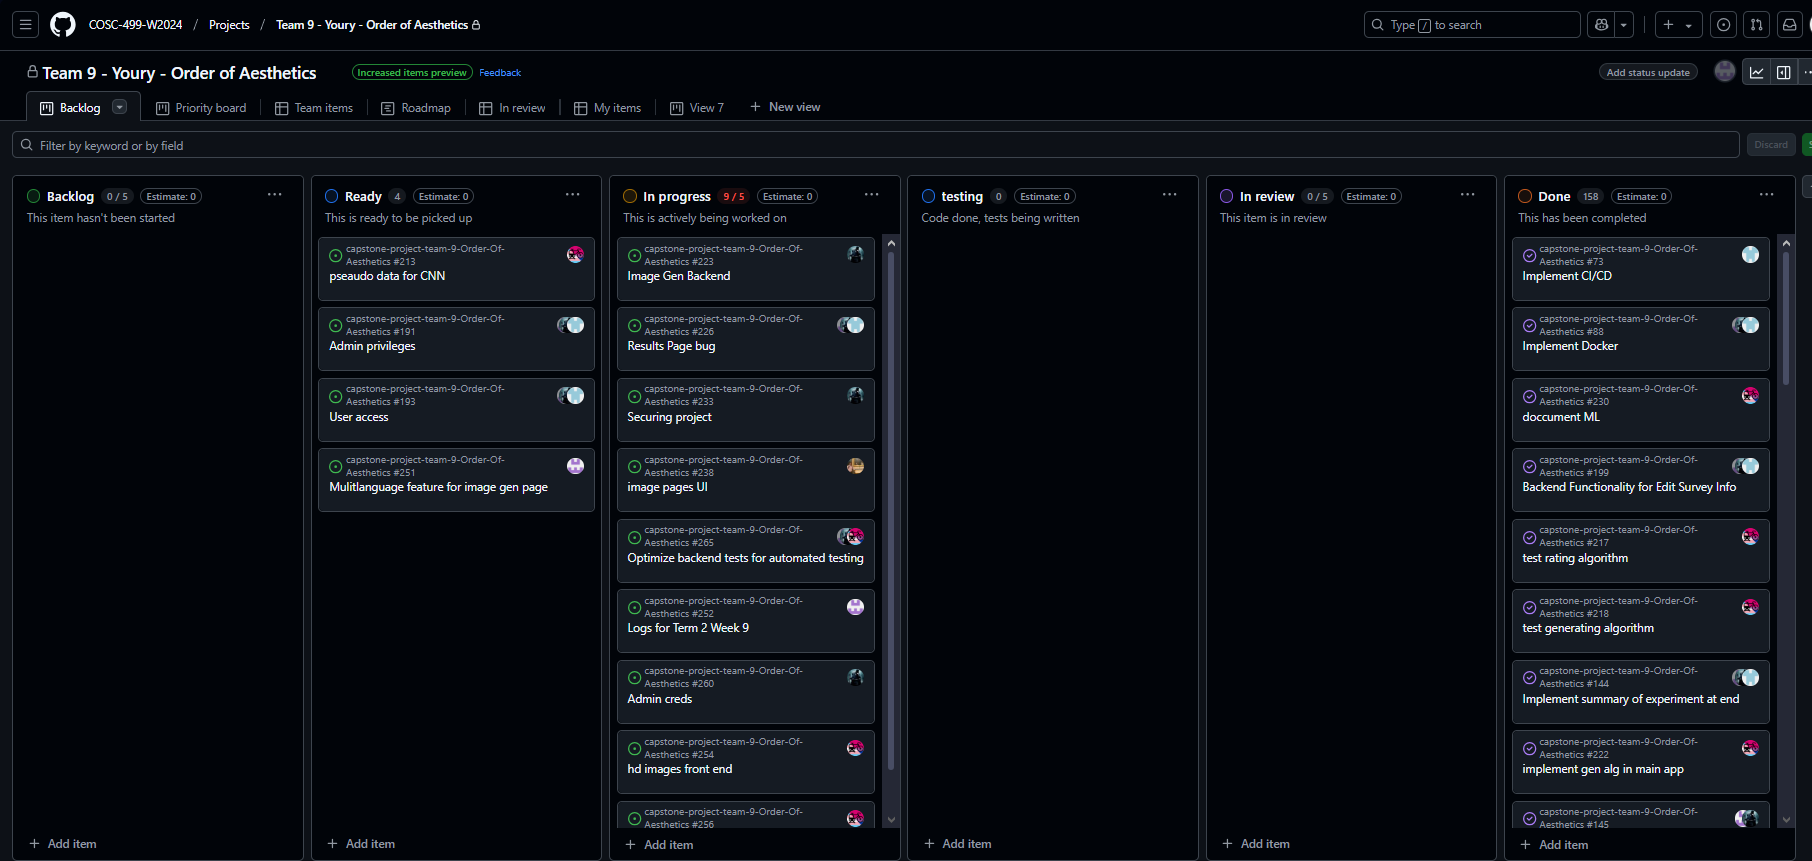 COSC-499-W2024 / Projects / Team 9 - Youry - Order of Aesthetics
Type / to search
Team 9 - Youry - Order of Aesthetics
Increased items preview
Feedback
Add status update
Backlog
Priority board
Team items
Roadmap
In review
My items
View 7
New view
Filter by keyword or by field
Discard
Backlog 0 / 5 Estimate: 0
This item hasn't been started
Add item
Ready 4 Estimate: 0
This is ready to be picked up
capstone-project-team-9-Order-Of-
Aesthetics #213
pseaudo data for CNN
capstone-project-team-9-Order-Of-
Aesthetics #191
Admin privileges
capstone-project-team-9-Order-Of-
Aesthetics #193
User access
capstone-project-team-9-Order-Of-
Aesthetics #251
Mulitlanguage feature for image gen page
Add item
In progress 9 / 5 Estimate: 0
This is actively being worked on
capstone-project-team-9-Order-Of-
Aesthetics #223
Image Gen Backend
capstone-project-team-9-Order-Of-
Aesthetics #226
Results Page bug
capstone-project-team-9-Order-Of-
Aesthetics #233
Securing project
capstone-project-team-9-Order-Of-
Aesthetics #238
image pages UI
capstone-project-team-9-Order-Of-
Aesthetics #265
Optimize backend tests for automated testing
capstone-project-team-9-Order-Of-
Aesthetics #252
Logs for Term 2 Week 9
capstone-project-team-9-Order-Of-
Aesthetics #260
Admin creds
capstone-project-team-9-Order-Of-
Aesthetics #254
hd images front end
capstone-project-team-9-Order-Of-
Aesthetics #256
Add item
testing 0 Estimate: 0
Code done, tests being written
Add item
In review 0 / 5 Estimate: 0
This item is in review
Add item
Done 158 Estimate: 0
This has been completed
capstone-project-team-9-Order-Of-
Aesthetics #73
Implement CI/CD
capstone-project-team-9-Order-Of-
Aesthetics #88
Implement Docker
capstone-project-team-9-Order-Of-
Aesthetics #230
doccument ML
capstone-project-team-9-Order-Of-
Aesthetics #199
Backend Functionality for Edit Survey Info
capstone-project-team-9-Order-Of-
Aesthetics #217
test rating algorithm
capstone-project-team-9-Order-Of-
Aesthetics #218
test generating algorithm
capstone-project-team-9-Order-Of-
Aesthetics #144
Implement summary of experiment at end
capstone-project-team-9-Order-Of-
Aesthetics #222
implement gen alg in main app
capstone-project-team-9-Order-Of-
Aesthetics #145
Add item